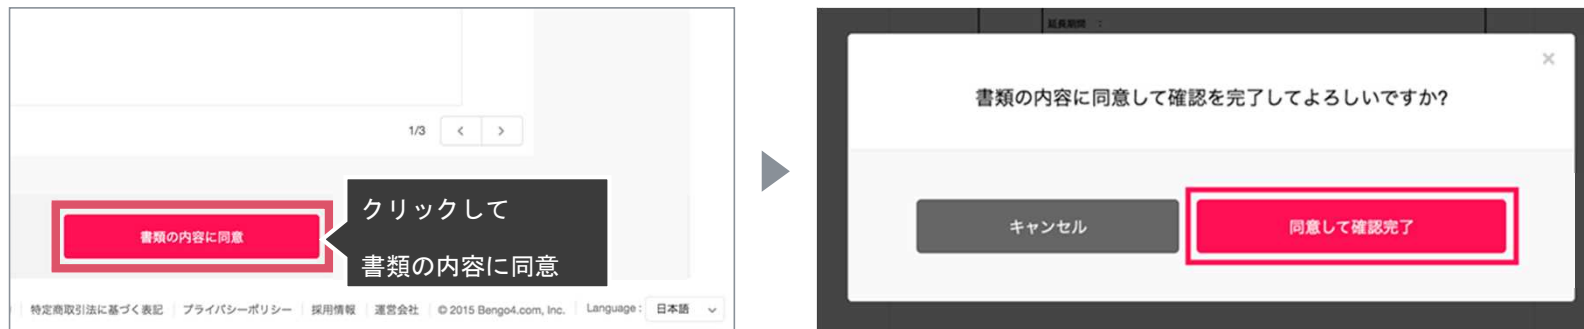 1/3
< >
書類の内容に同意
クリックして
書類の内容に同意
特定商取引法に基づく表記 プライバシーポリシー 採用情報 運営会社 © 2015 Bengo4.com, Inc. Language : 日本語
延長期間 :
×
書類の内容に同意して確認を完了してよろしいですか?
キャンセル 同意して確認完了